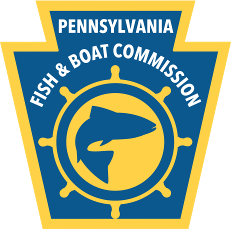 PENNSYLVANIA
FISH & BOAT COMMISSION